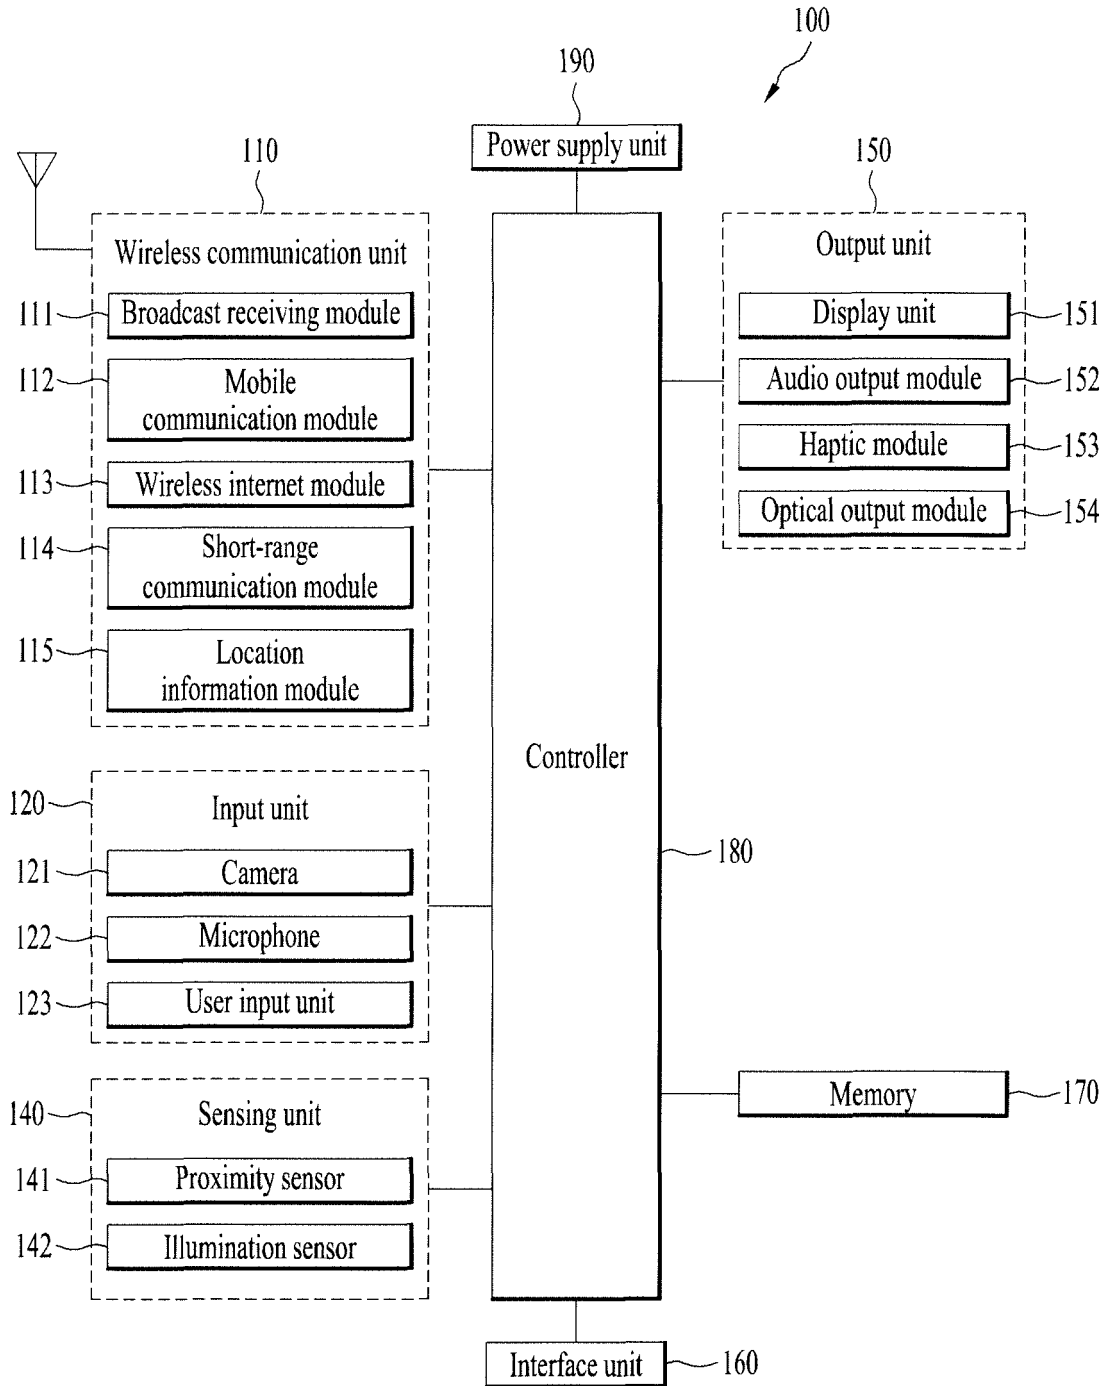 100
190
Power supply unit
110
150
Wireless communication unit
111 Broadcast receiving module
112 Mobile
communication module
113 Wireless internet module
114 Short-range
communication module
115 Location
information module
Output unit
Display unit 151
Audio output module 152
Haptic module 153
Optical output module 154
Controller
180
120 Input unit
121 Camera
122 Microphone
123 User input unit
140 Sensing unit
141 Proximity sensor
142 Illumination sensor
Memory 170
Interface unit 160